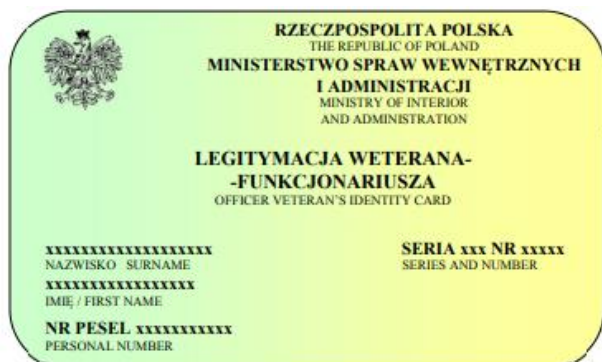 RZECZPOSPOLITA POLSKA
THE REPUBLIC OF POLAND
MINISTERSTWO SPRAW WEWNĘTRZNYCH
I ADMINISTRACJI
MINISTRY OF INTERIOR
AND ADMINISTRATION
LEGITYMACJA WETERANA-
-FUNKCJONARIUSZA
OFFICER VETERAN'S IDENTITY CARD
xxxxxxxxxxxxxxxxxxx
NAZWISKO SURNAME
xxxxxxxxxxxxxxxxx
IMIĘ / FIRST NAME
NR PESEL xxxxxxxxxxx
PERSONAL NUMBER
SERIA xxx NR xxxxx
SERIES AND NUMBER